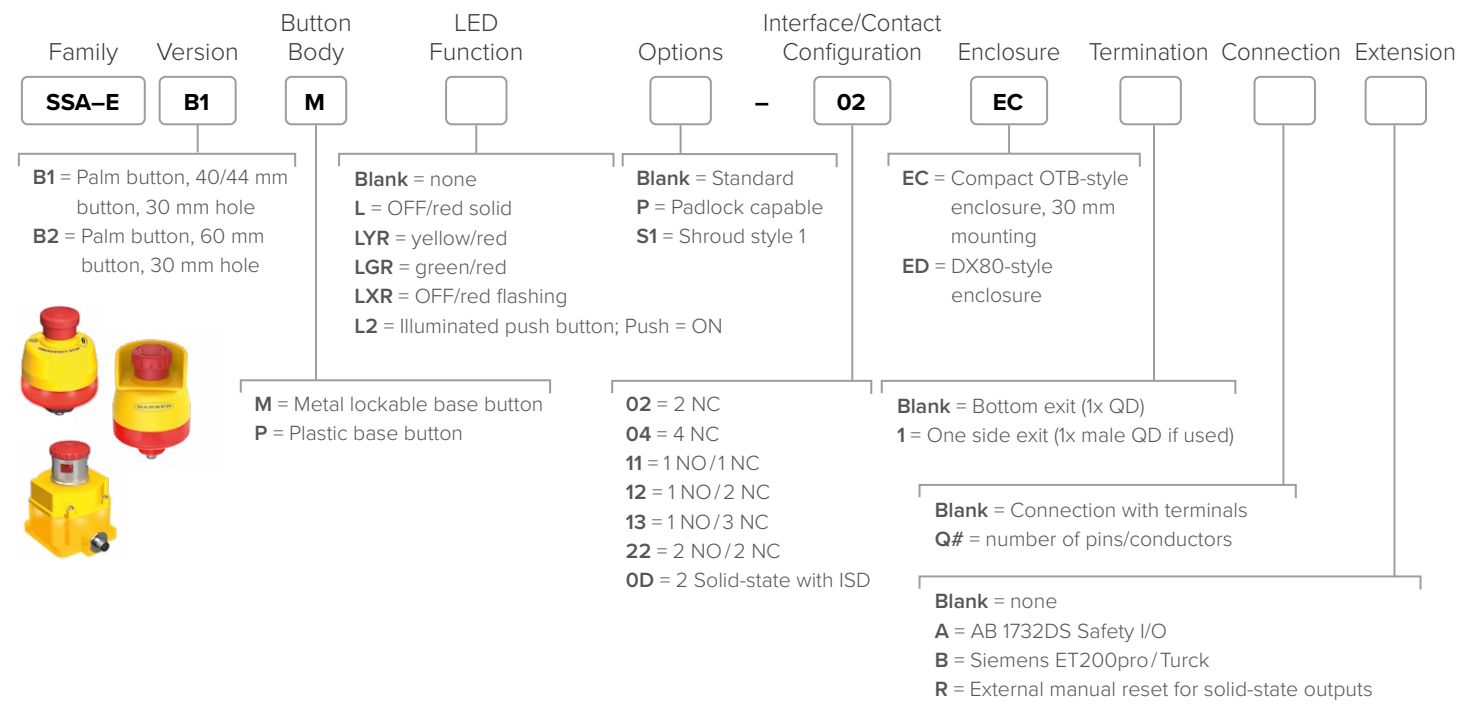 Family
Version
Button
Body
LED
Function
Options
Interface/Contact
Configuration
Enclosure
Termination
Connection
Extension
SSA–E
B1
M
–
02
EC
B1 = Palm button, 40/44 mm
button, 30 mm hole
B2 = Palm button, 60 mm
button, 30 mm hole
Blank = none
L = OFF/red solid
LYR = yellow/red
LGR = green/red
LXR = OFF/red flashing
L2 = Illuminated push button; Push = ON
Blank = Standard
P = Padlock capable
S1 = Shroud style 1
EC = Compact OTB-style
enclosure, 30 mm
mounting
ED = DX80-style
enclosure
EMERGENCY STOP
BANNER
M = Metal lockable base button
P = Plastic base button
02 = 2 NC
04 = 4 NC
11 = 1 NO/1 NC
12 = 1 NO/2 NC
13 = 1 NO/3 NC
22 = 2 NO/2 NC
0D = 2 Solid-state with ISD
Blank = Bottom exit (1x QD)
1 = One side exit (1x male QD if used)
Blank = Connection with terminals
Q# = number of pins/conductors
Blank = none
A = AB 1732DS Safety I/O
B = Siemens ET200pro/Turck
R = External manual reset for solid-state outputs